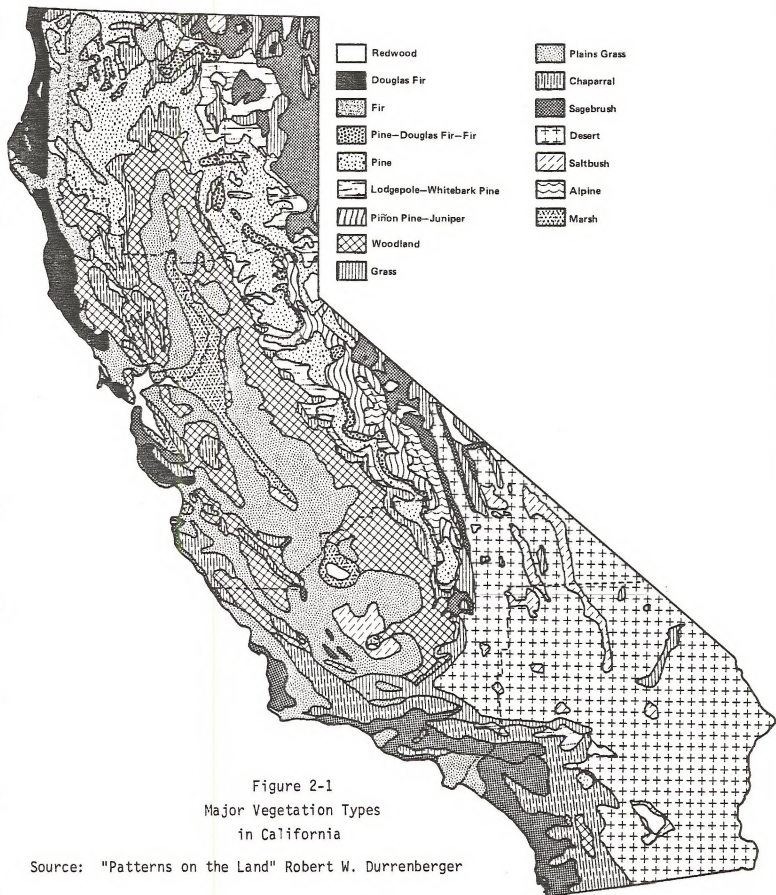 Redwood
Douglas Fir
Fir
Pine—Douglas Fir—Fir
Pine
Lodgepole—Whitebark Pine
Piñon Pine—Juniper
Woodland
Grass
Plains Grass
Chaparral
Sagebrush
Desert
Saltbush
Alpine
Marsh
Figure 2-1
Major Vegetation Types
in California
Source: "Patterns on the Land" Robert W. Durrenberger